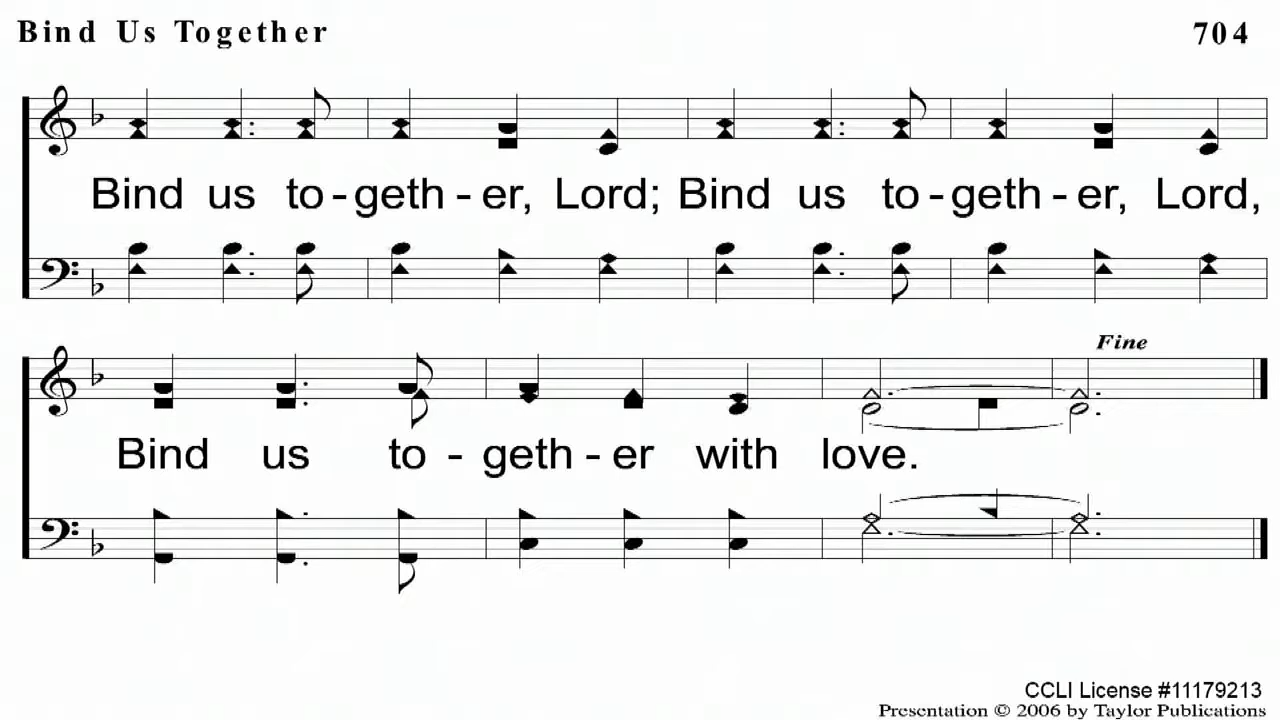 Bind Us Together 704
Bind us to-geth-er, Lord; Bind us to-geth-er, Lord,
Fine
Bind us to-geth-er with love.
CCLI License #11179213
Presentation © 2006 by Taylor Publications